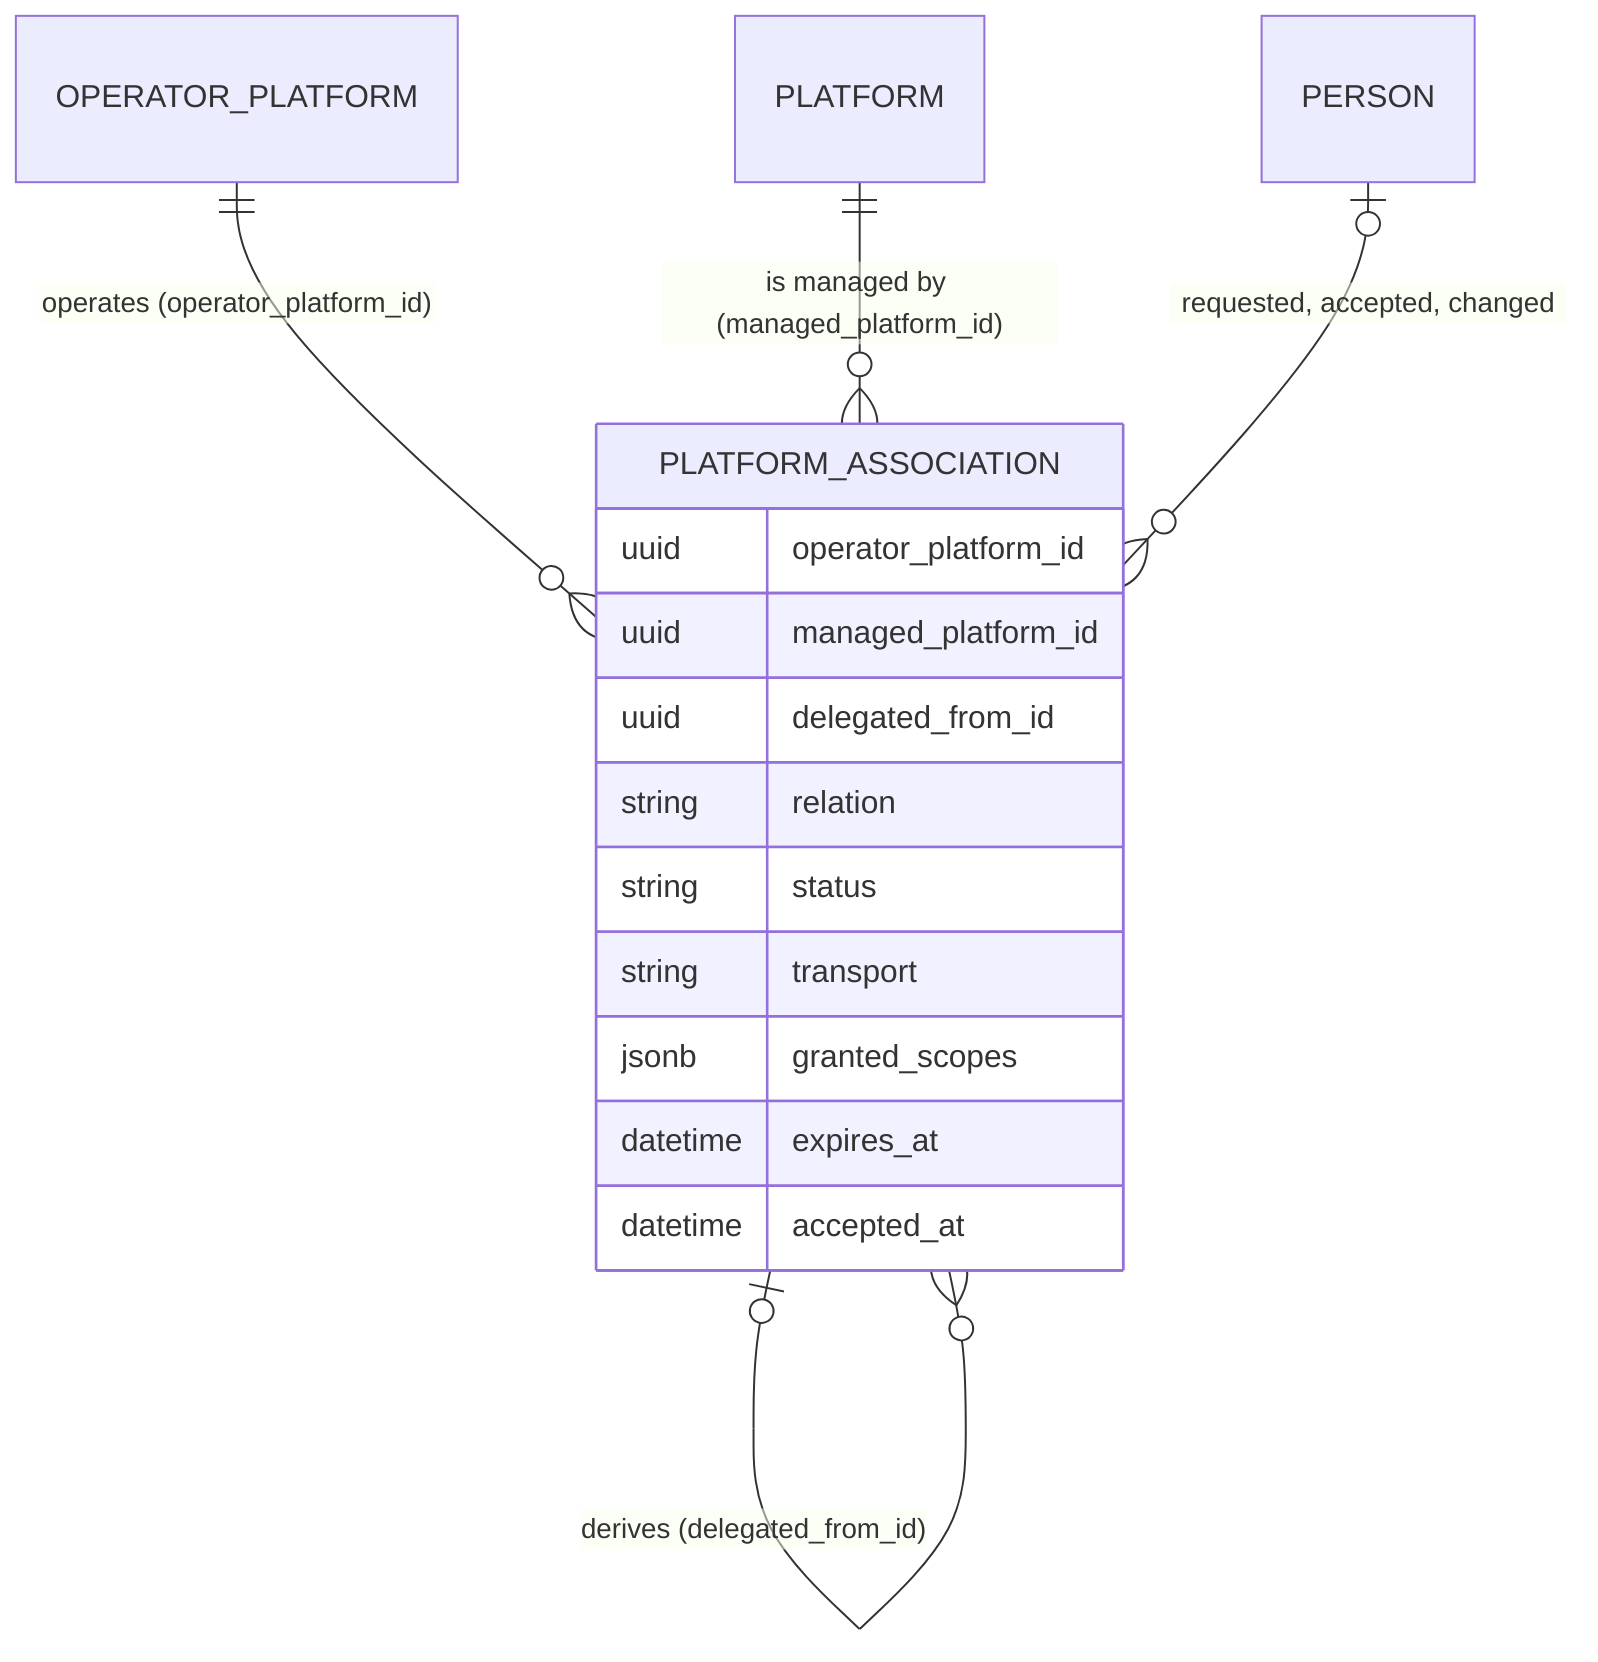 OPERATOR_PLATFORM
PLATFORM
PERSON
operates (operator_platform_id)
is managed by
(managed_platform_id)
requested, accepted, changed
PLATFORM_ASSOCIATION
uuid operator_platform_id
uuid managed_platform_id
uuid delegated_from_id
string relation
string status
string transport
jsonb granted_scopes
datetime expires_at
datetime accepted_at
derives (delegated_from_id)